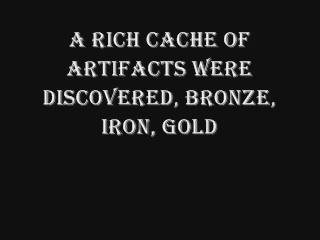 A RICH CACHE OF
ARTIFACTS WERE
DISCOVERED, BRONZE,
IRON, GOLD